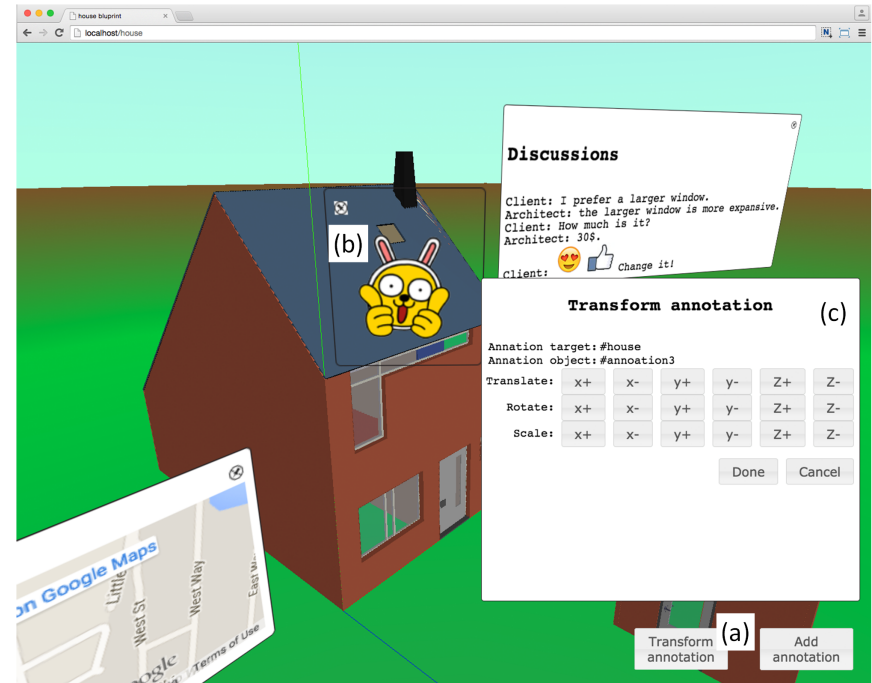 house bluprint
localhost/house
Discussions
Client: I prefer a larger window.
Architect: the larger window is more expansive.
Client: How much is it?
Architect: 30$.
Client: Change it!
(b)
Transform annotation
(c)
Annation target: #house
Annation object: #annoation3
Translate: x+ x- y+ y- Z+ Z-
Rotate: x+ x- y+ y- Z+ Z-
Scale: x+ x- y+ y- Z+ Z-
Done Cancel
on Google Maps
Little
West St
West Way
East W
ogle
Terms of Use
(a)
Transform
annotation
Add
annotation